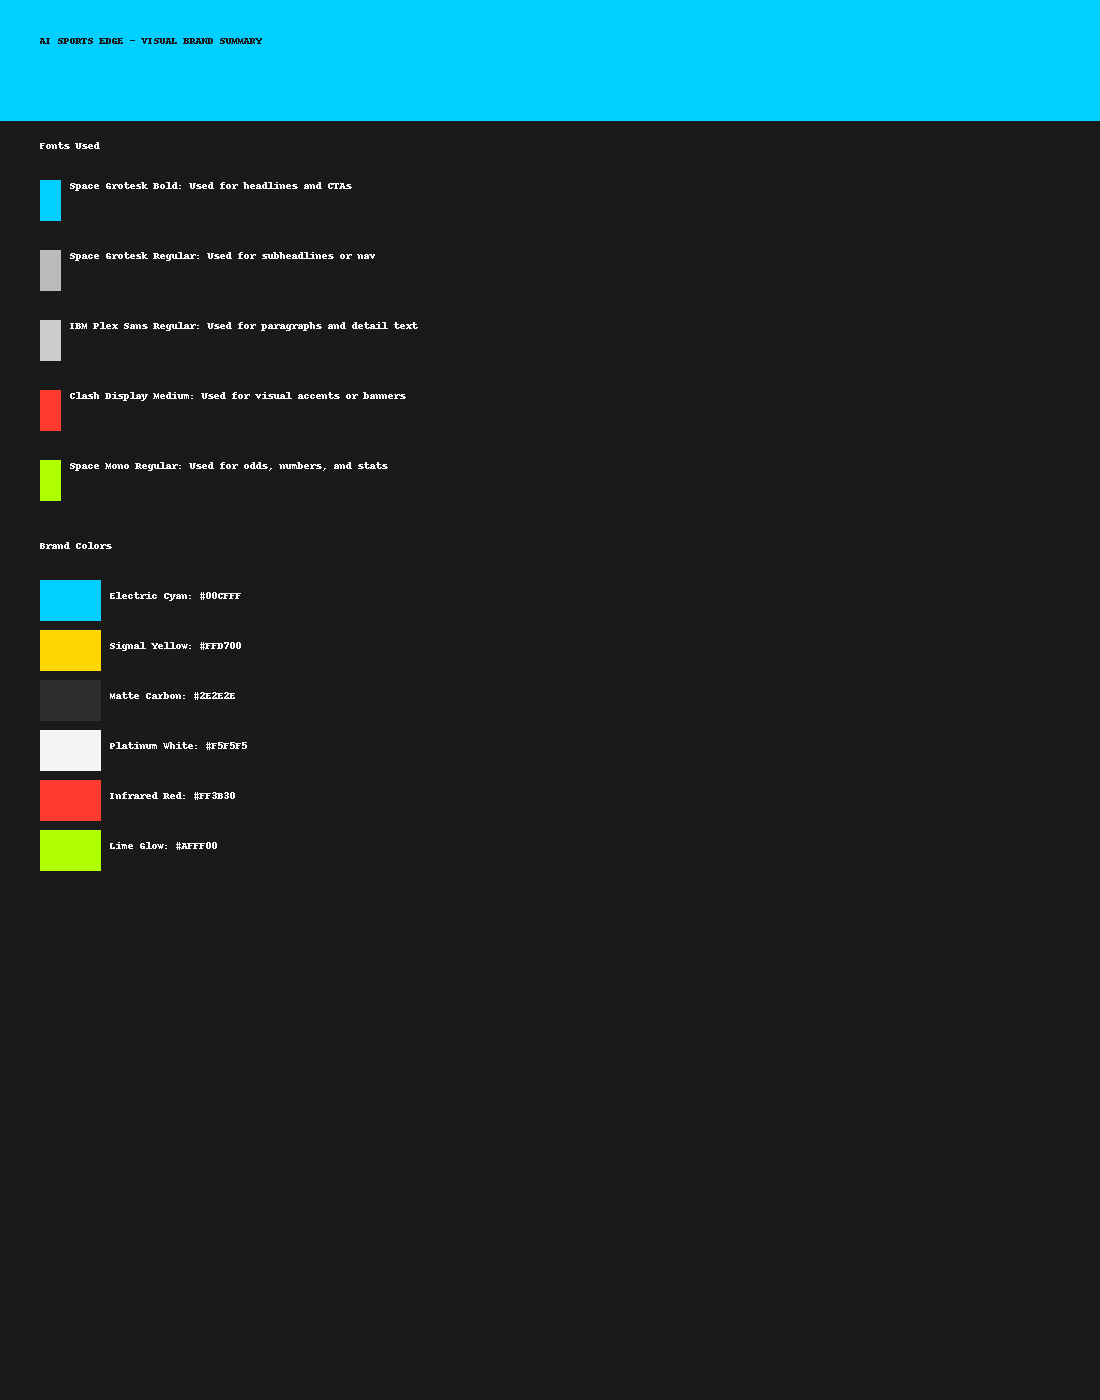 AI SPORTS EDGE - VISUAL BRAND SUMMARY
Fonts Used
Space Grotesk Bold: Used for headlines and CTAs
Space Grotesk Regular: Used for subheadlines or nav
IBM Plex Sans Regular: Used for paragraphs and detail text
Clash Display Medium: Used for visual accents or banners
Space Mono Regular: Used for odds, numbers, and stats
Brand Colors
Electric Cyan: #00CFFF
Signal Yellow: #FFD700
Matte Carbon: #2E2E2E
Platinum White: #F5F5F5
Infrared Red: #FF3B30
Lime Glow: #AFFF00